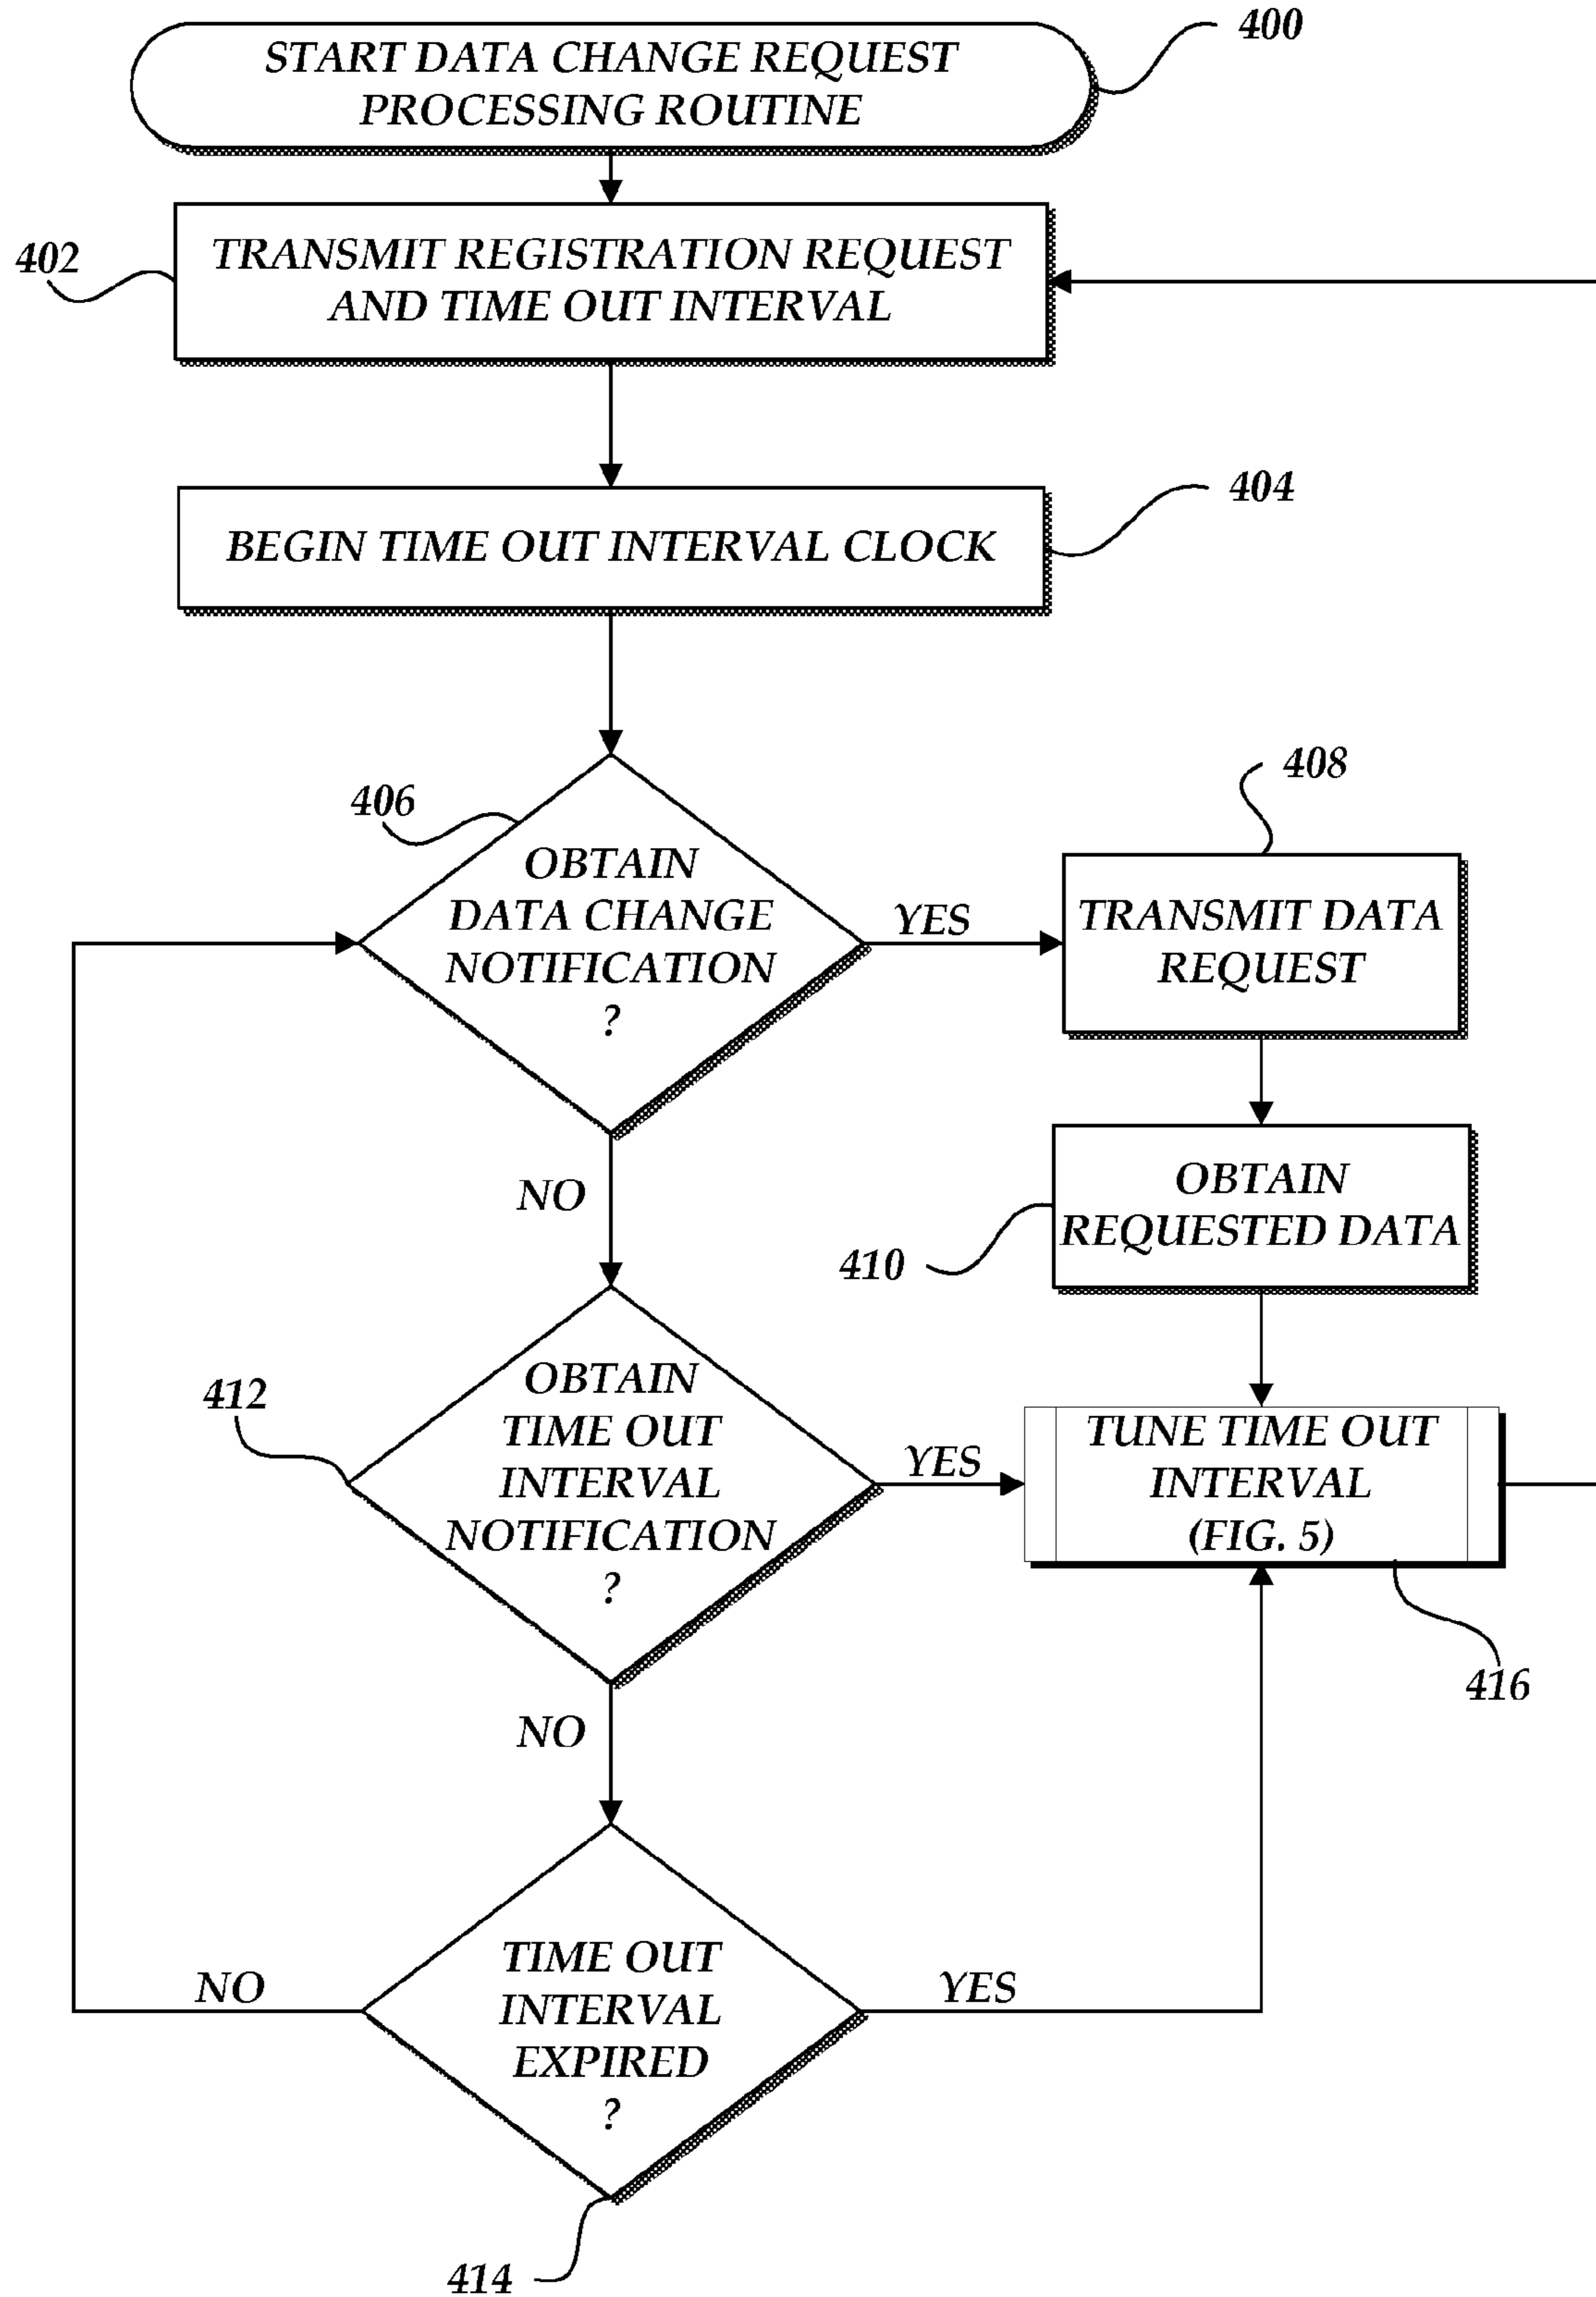 START DATA CHANGE REQUEST
PROCESSING ROUTINE
400
TRANSMIT REGISTRATION REQUEST
AND TIME OUT INTERVAL
402
BEGIN TIME OUT INTERVAL CLOCK
404
406
OBTAIN
DATA CHANGE
NOTIFICATION
?
YES
408
TRANSMIT DATA
REQUEST
NO
OBTAIN
REQUESTED DATA
410
412
OBTAIN
TIME OUT
INTERVAL
NOTIFICATION
?
YES
TUNE TIME OUT
INTERVAL
(FIG. 5)
416
NO
TIME OUT
INTERVAL
EXPIRED
?
NO
YES
414